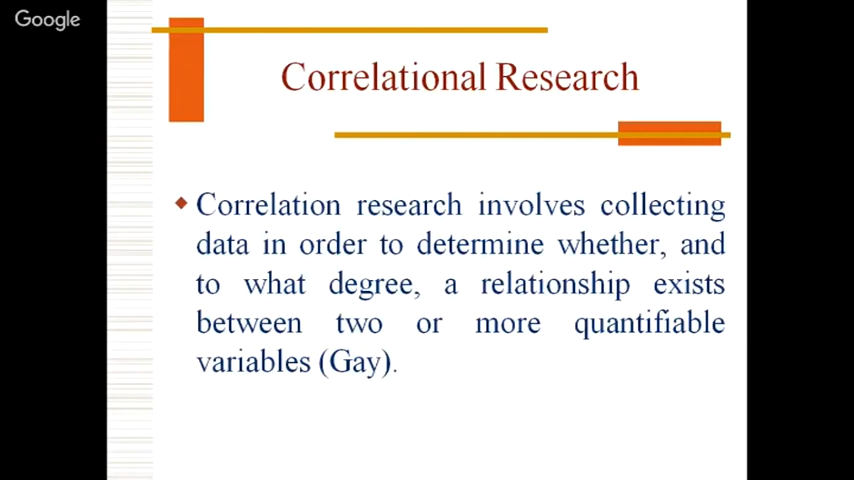 Google
Correlational Research
Correlation research involves collecting
data in order to determine whether, and
to what degree, a relationship exists
between two or more quantifiable
variables (Gay).